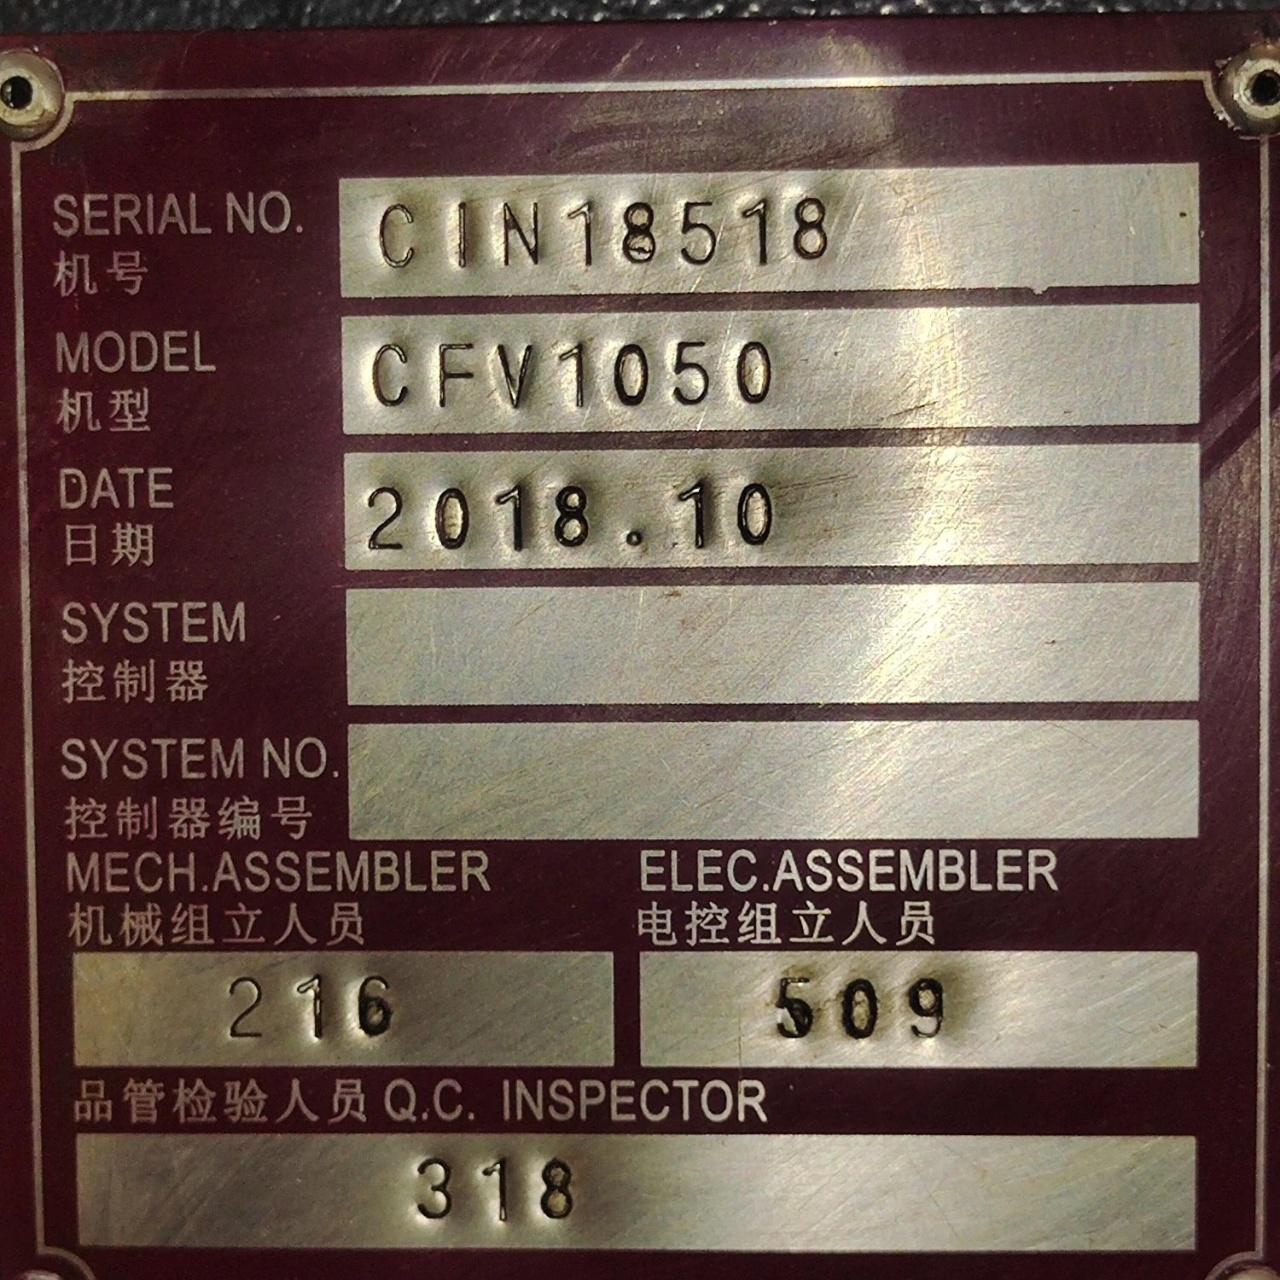 SERIAL NO. CIN18518
机号
MODEL CFV1050
机型
DATE 2018.10
日期
SYSTEM
控制器
SYSTEM NO.
控制器编号
MECH.ASSEMBLER ELEC.ASSEMBLER
机械组立人员 电控组立人员
216 509
品管检验人员 Q.C. INSPECTOR
318